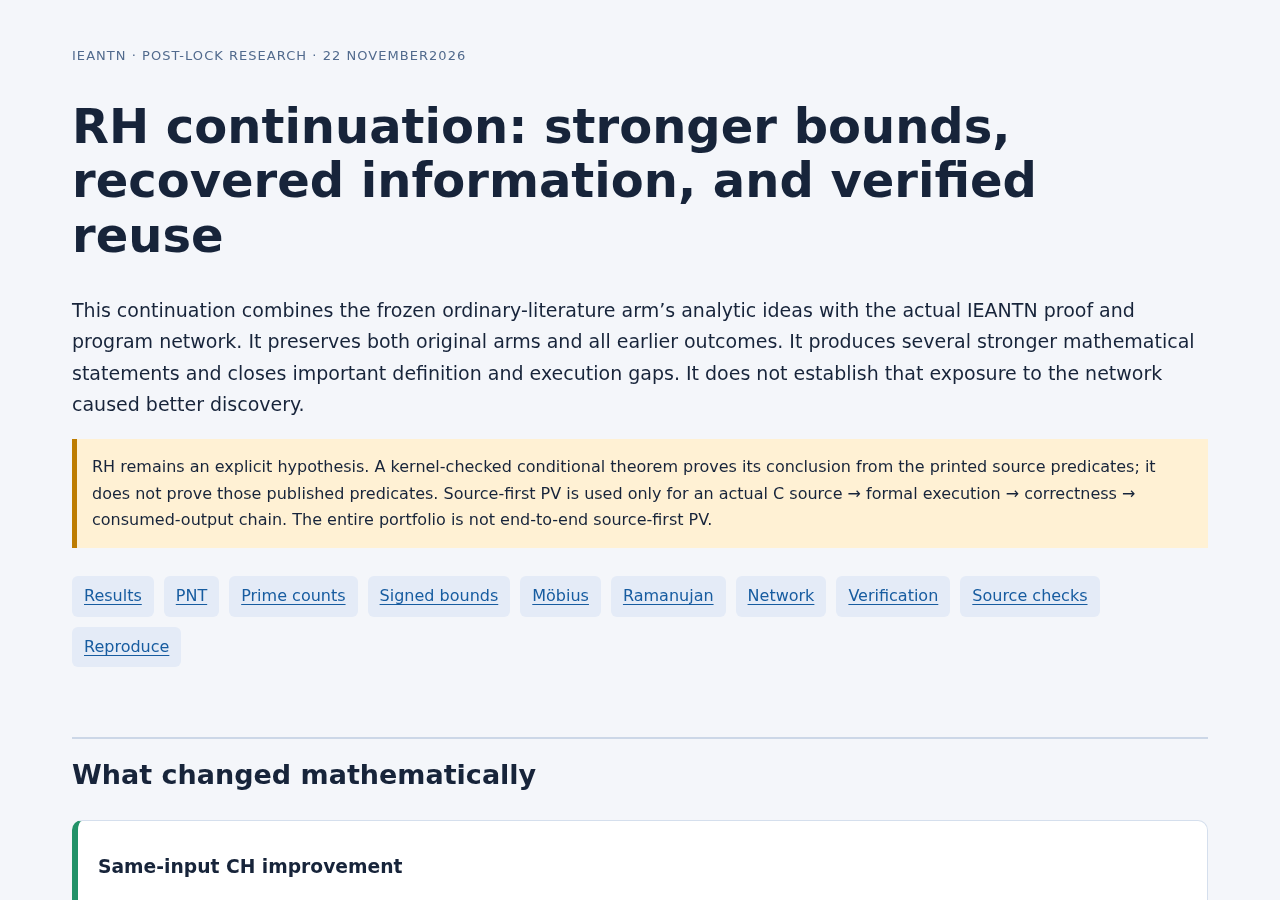 IEANTN · POST-LOCK RESEARCH · 22 NOVEMBER2026
RH continuation: stronger bounds,
recovered information, and verified
reuse
This continuation combines the frozen ordinary-literature arm’s analytic ideas with the actual IEANTN proof and
program network. It preserves both original arms and all earlier outcomes. It produces several stronger mathematical
statements and closes important definition and execution gaps. It does not establish that exposure to the network
caused better discovery.
RH remains an explicit hypothesis. A kernel-checked conditional theorem proves its conclusion from the printed source predicates; it
does not prove those published predicates. Source-first PV is used only for an actual C source → formal execution → correctness →
consumed-output chain. The entire portfolio is not end-to-end source-first PV.
Results PNT Prime counts Signed bounds Möbius Ramanujan Network Verification Source checks
Reproduce
What changed mathematically
Same-input CH improvement